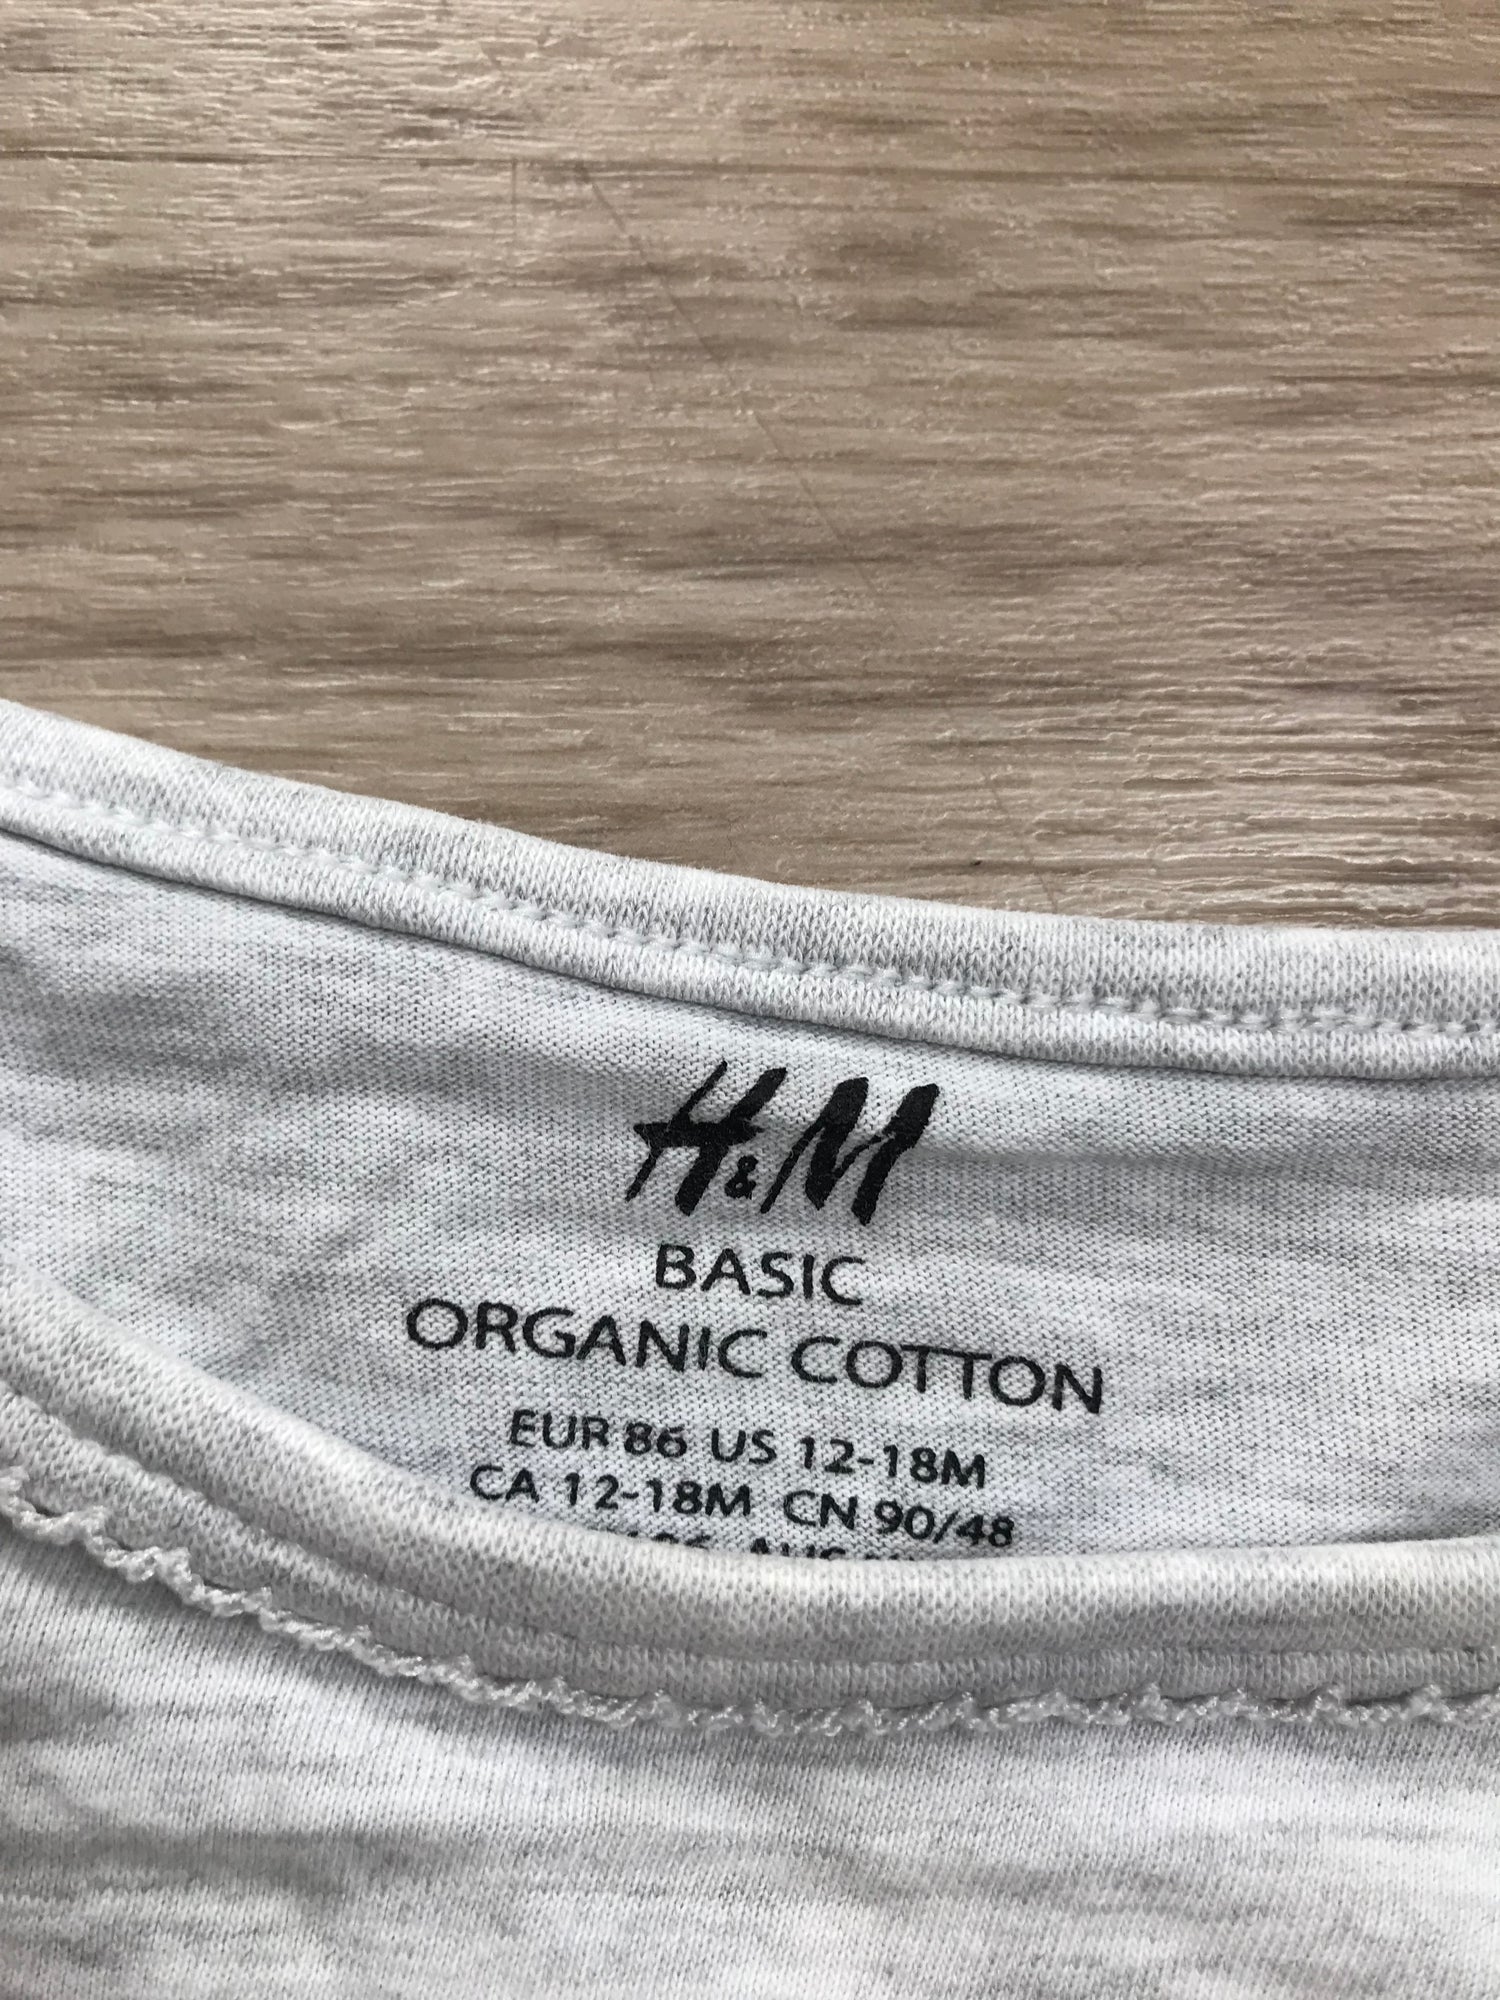 H&M
BASIC
ORGANIC COTTON
EUR 86 US 12-18M
CA 12-18M CN 90/48